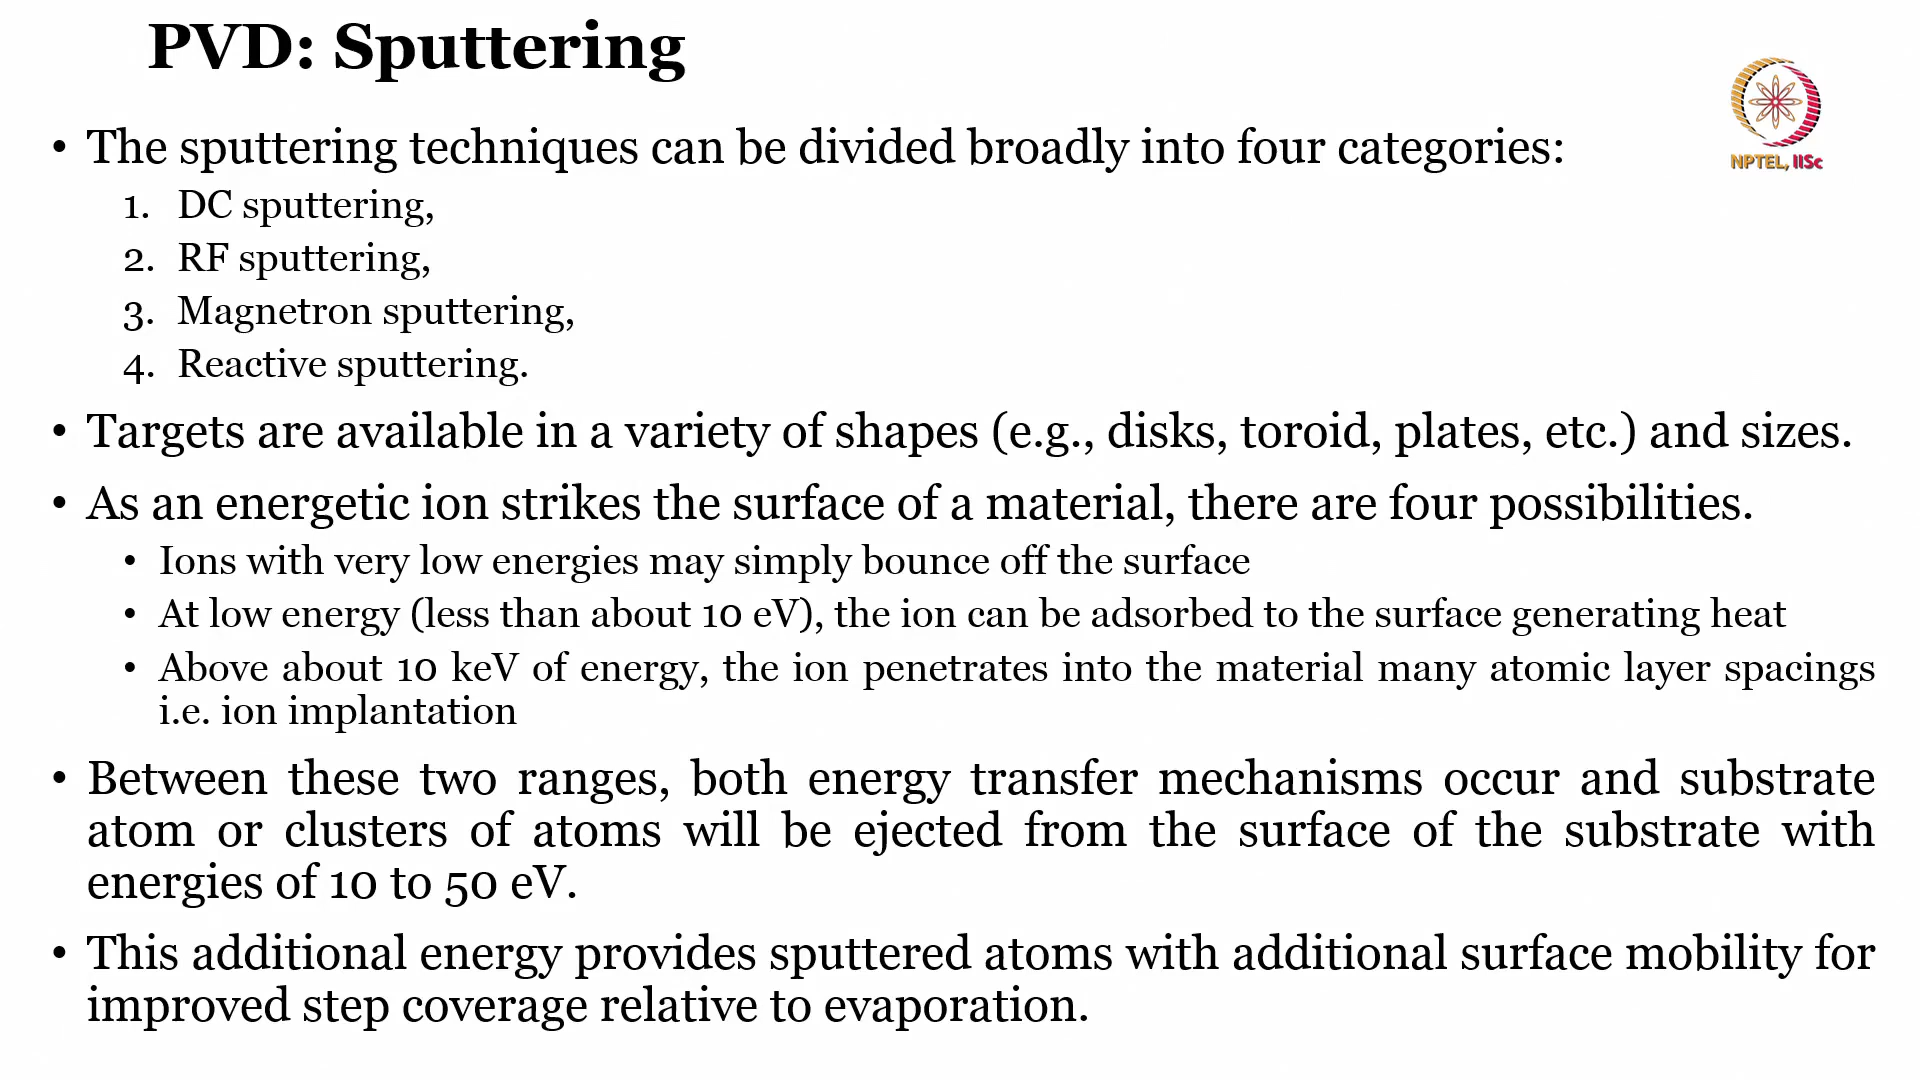 PVD: Sputtering
NPTEL, IISc
• The sputtering techniques can be divided broadly into four categories:
1. DC sputtering,
2. RF sputtering,
3. Magnetron sputtering,
4. Reactive sputtering.
• Targets are available in a variety of shapes (e.g., disks, toroid, plates, etc.) and sizes.
• As an energetic ion strikes the surface of a material, there are four possibilities.
• Ions with very low energies may simply bounce off the surface
• At low energy (less than about 10 eV), the ion can be adsorbed to the surface generating heat
• Above about 10 keV of energy, the ion penetrates into the material many atomic layer spacings
i.e. ion implantation
• Between these two ranges, both energy transfer mechanisms occur and substrate
atom or clusters of atoms will be ejected from the surface of the substrate with
energies of 10 to 50 eV.
• This additional energy provides sputtered atoms with additional surface mobility for
improved step coverage relative to evaporation.